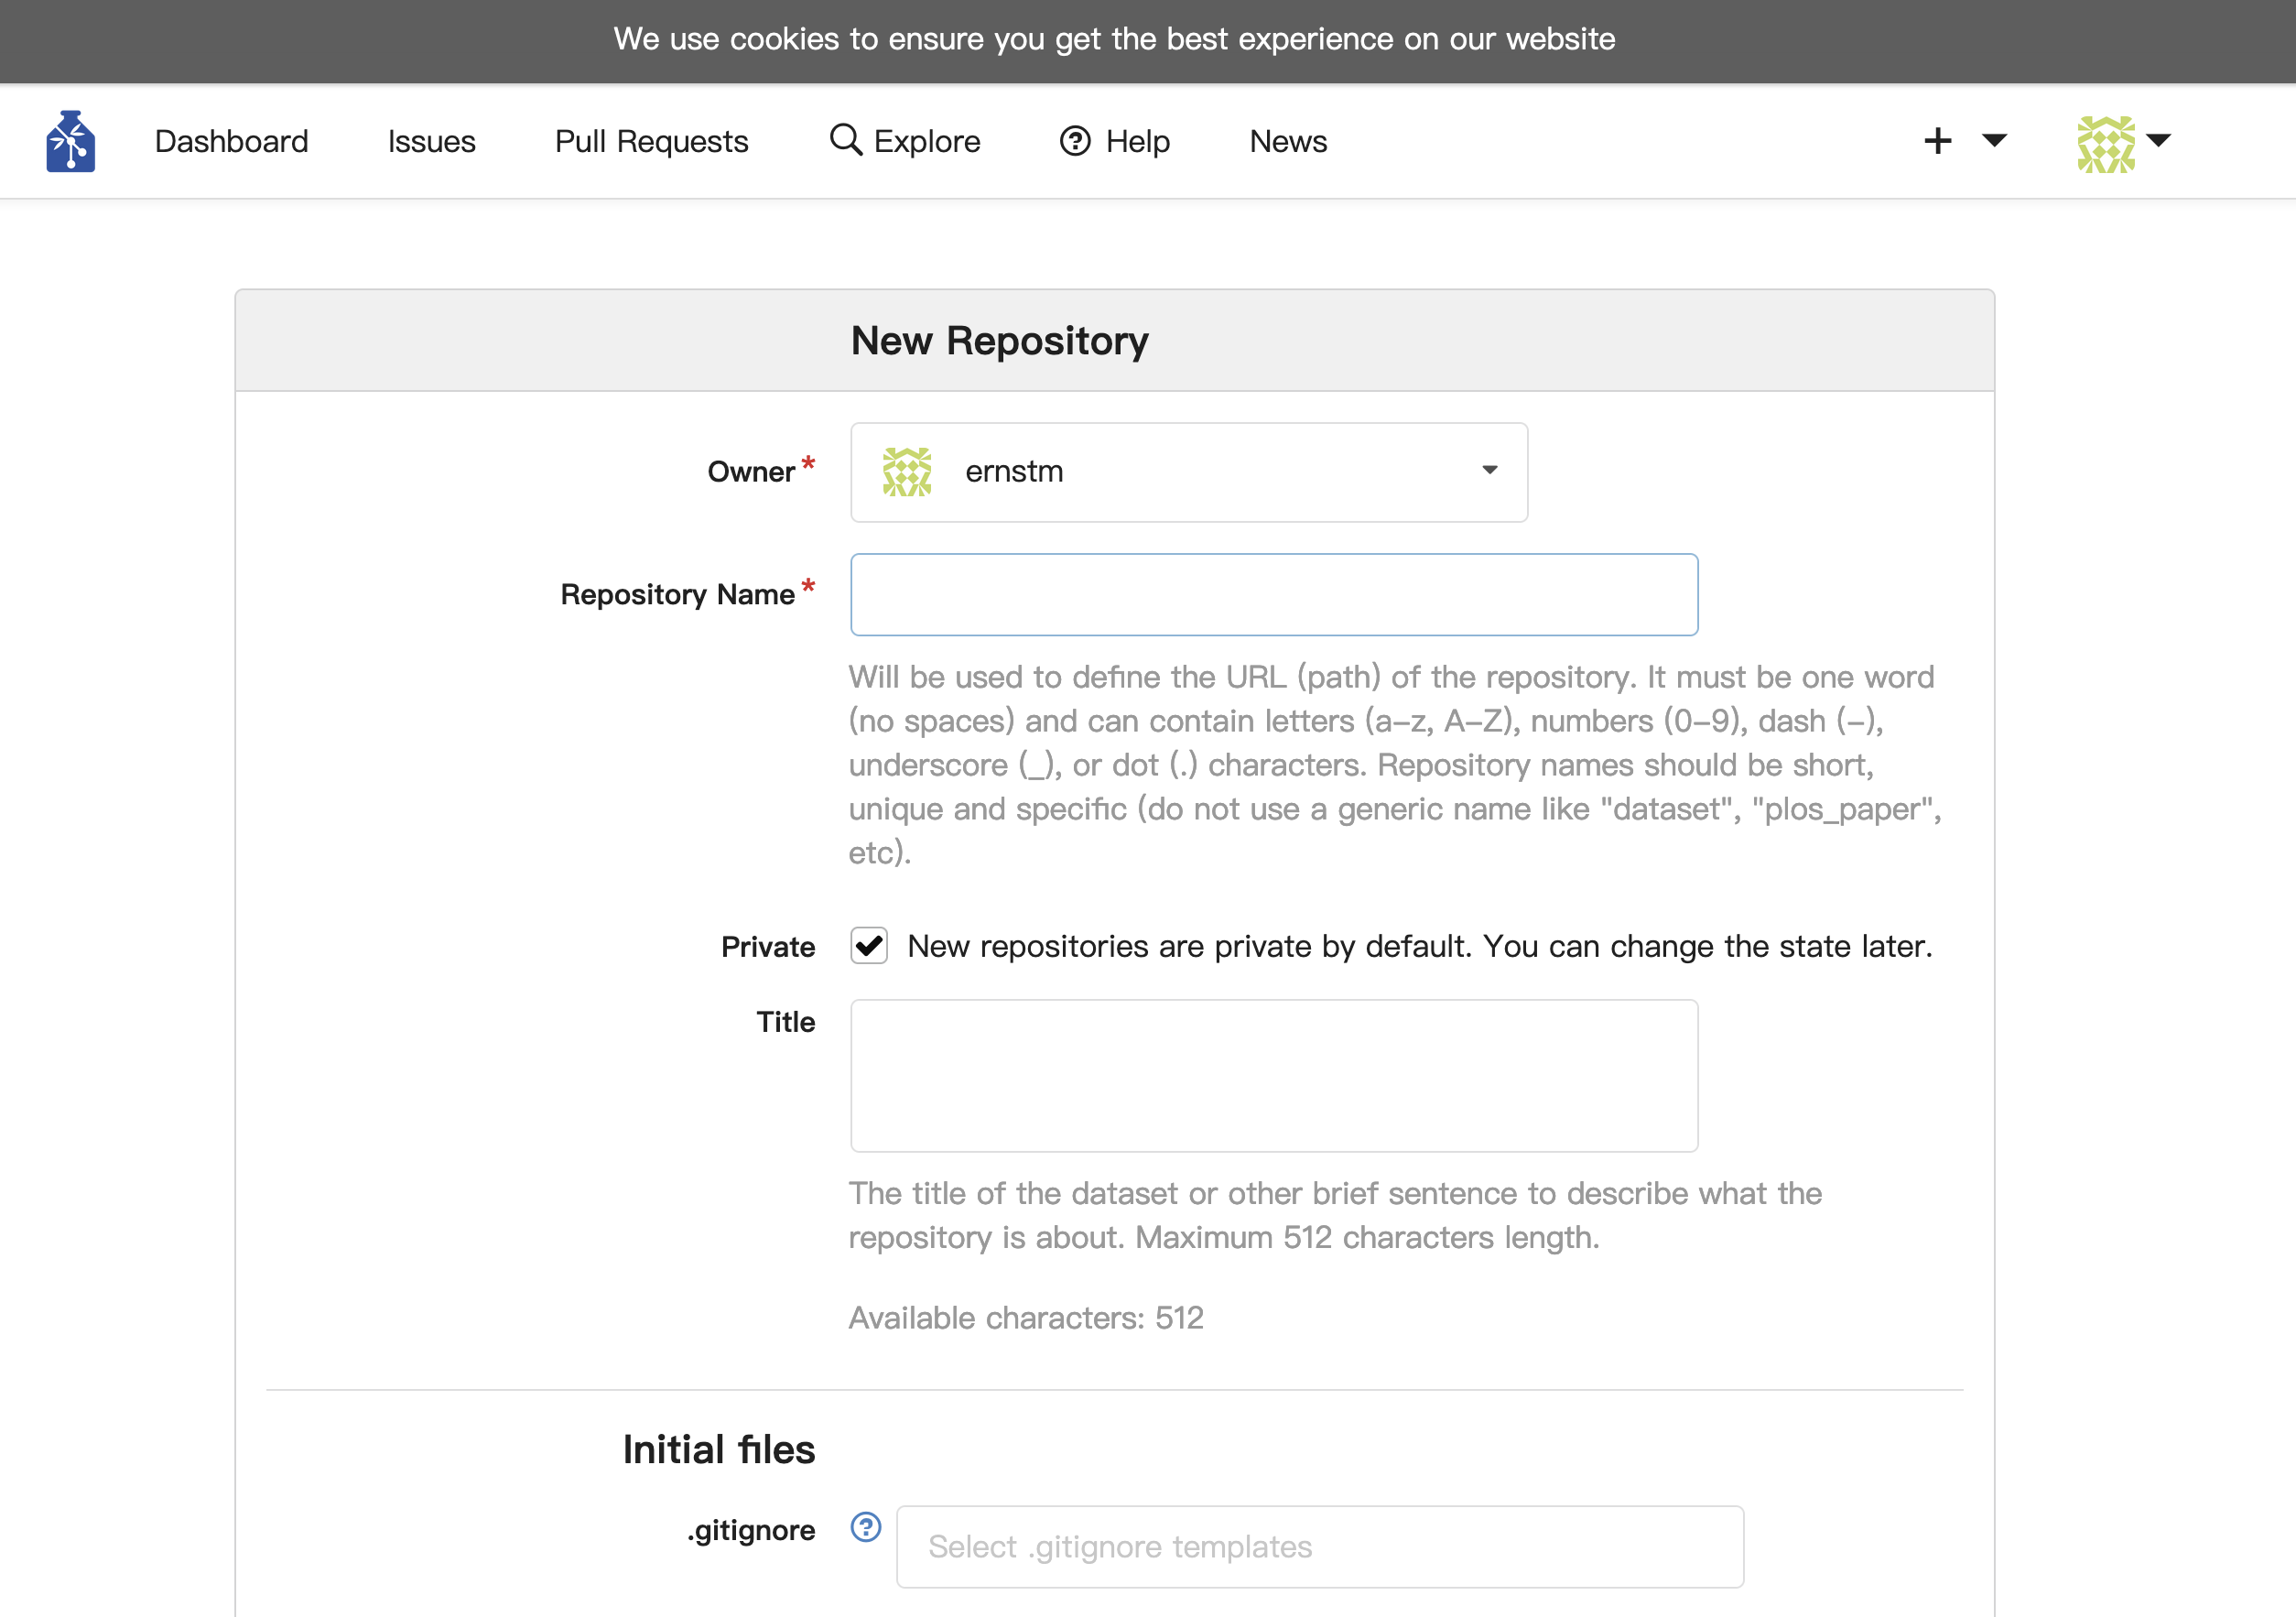 We use cookies to ensure you get the best experience on our website
Dashboard Issues Pull Requests Explore Help News
New Repository
Owner * ernstm
Repository Name *
Will be used to define the URL (path) of the repository. It must be one word
(no spaces) and can contain letters (a-z, A-Z), numbers (0-9), dash (-),
underscore (_), or dot (.) characters. Repository names should be short,
unique and specific (do not use a generic name like "dataset", "plos_paper",
etc).
Private New repositories are private by default. You can change the state later.
Title
The title of the dataset or other brief sentence to describe what the
repository is about. Maximum 512 characters length.
Available characters: 512
Initial files
.gitignore Select .gitignore templates